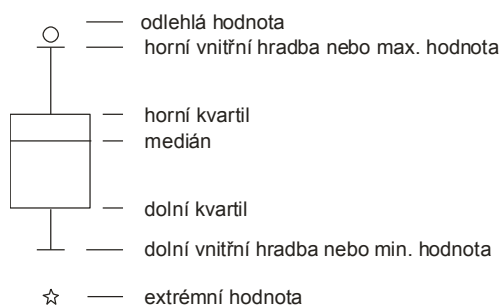 odlehlá hodnota
horní vnitřní hradba nebo max. hodnota
horní kvartil
medián
dolní kvartil
dolní vnitřní hradba nebo min. hodnota
extrémní hodnota